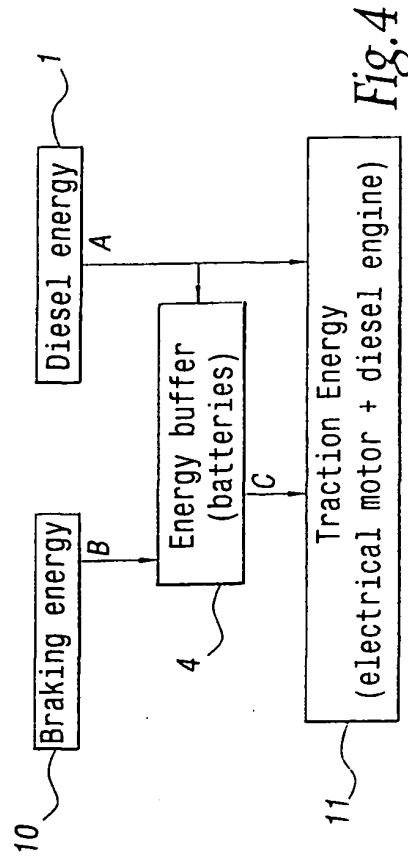 10
Braking energy
B
Diesel energy
1
A
Energy buffer
(batteries)
4
C
Traction Energy
(electrical motor + diesel engine)
11
Fig.4